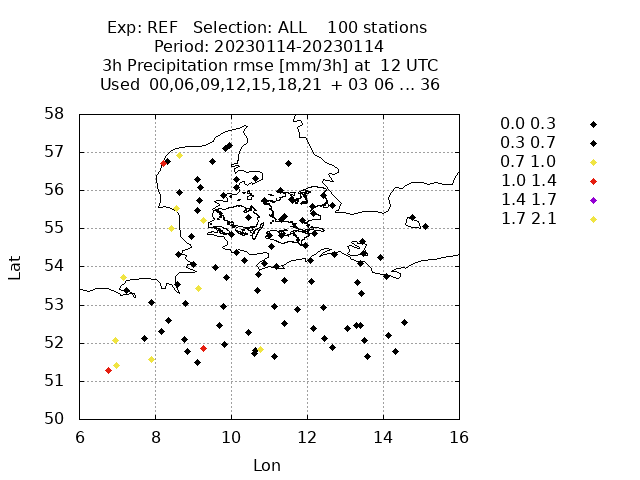 Exp: REF   Selection: ALL    100 stations
Period: 20230114-20230114
3h Precipitation rmse [mm/3h] at  12 UTC
Used  00,06,09,12,15,18,21  + 03 06 ... 36
58
57
56
55
54
53
52
51
50
6 8 10 12 14 16
Lat
Lon
0.0 0.3
0.3 0.7
0.7 1.0
1.0 1.4
1.4 1.7
1.7 2.1